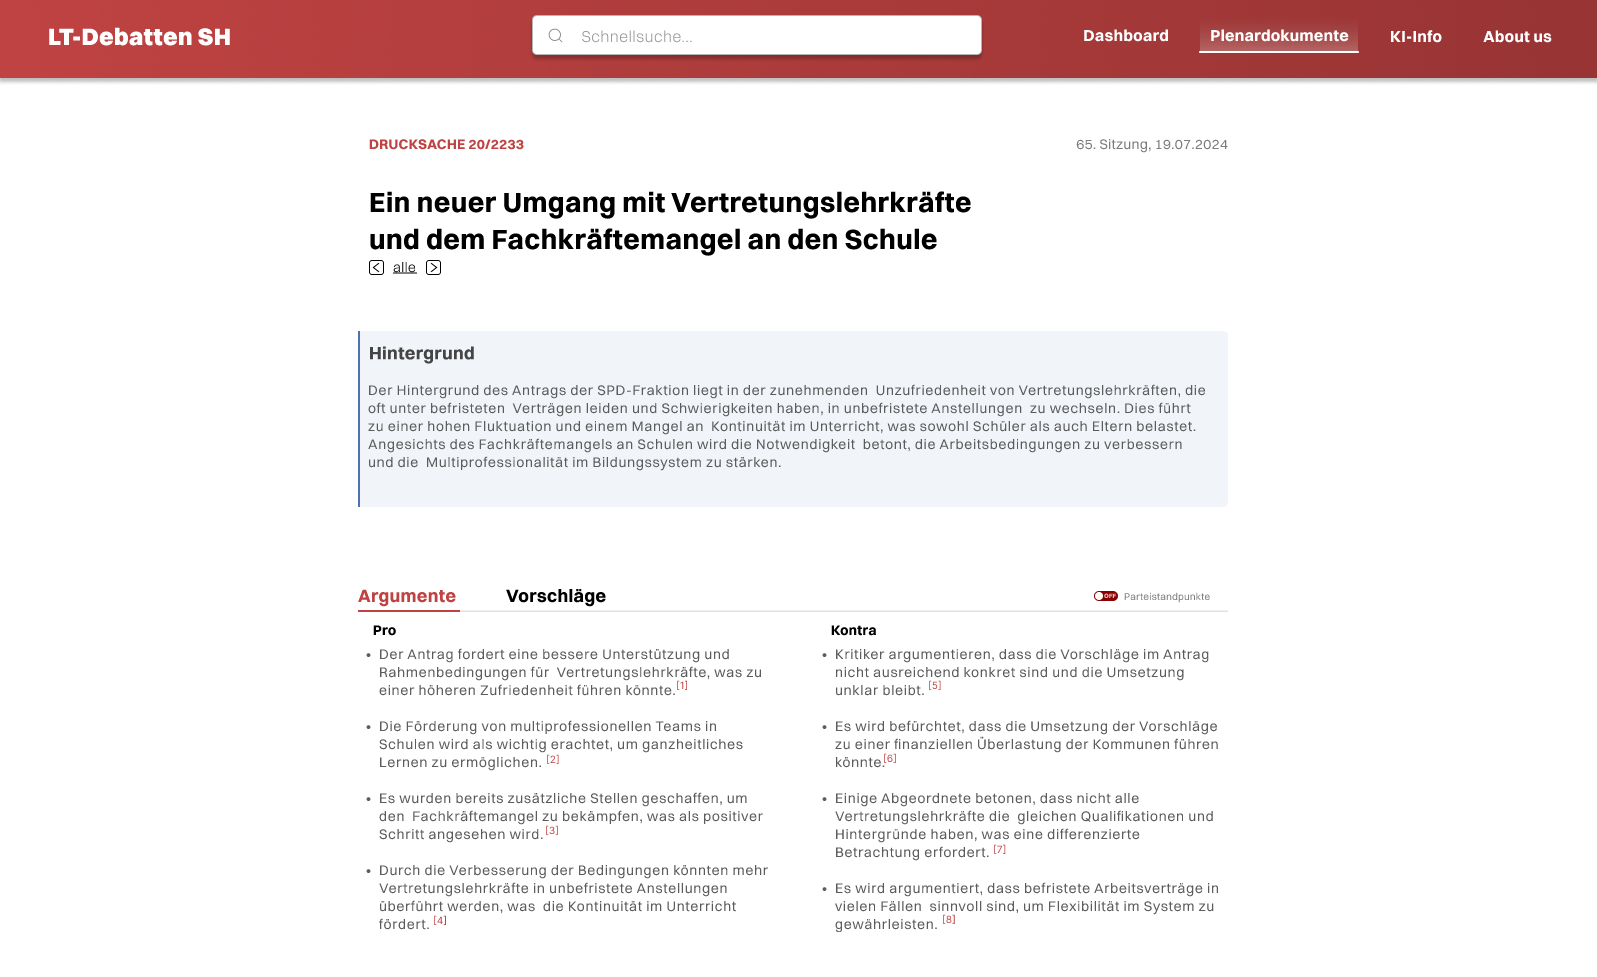 LT-Debatten SH
Schnellsuche...
Dashboard
Plenardokumente
KI-Info
About us
DRUCKSACHE 20/2233
65. Sitzung, 19.07.2024
Ein neuer Umgang mit Vertretungslehrkräfte
und dem Fachkräftemangel an den Schule
alle
Hintergrund
Der Hintergrund des Antrags der SPD-Fraktion liegt in der zunehmenden Unzufriedenheit von Vertretungslehrkräften, die
oft unter befristeten Verträgen leiden und Schwierigkeiten haben, in unbefristete Anstellungen zu wechseln. Dies führt
zu einer hohen Fluktuation und einem Mangel an Kontinuität im Unterricht, was sowohl Schüler als auch Eltern belastet.
Angesichts des Fachkräftemangels an Schulen wird die Notwendigkeit betont, die Arbeitsbedingungen zu verbessern
und die Multiprofessionalität im Bildungssystem zu stärken.
Argumente
Vorschläge
OFF
Parteistandpunkte
Pro
• Der Antrag fordert eine bessere Unterstützung und
Rahmenbedingungen für Vertretungslehrkräfte, was zu
einer höheren Zufriedenheit führen könnte.[1]
• Die Förderung von multiprofessionellen Teams in
Schulen wird als wichtig erachtet, um ganzheitliches
Lernen zu ermöglichen. [2]
• Es wurden bereits zusätzliche Stellen geschaffen, um
den Fachkräftemangel zu bekämpfen, was als positiver
Schritt angesehen wird.[3]
• Durch die Verbesserung der Bedingungen könnten mehr
Vertretungslehrkräfte in unbefristete Anstellungen
überführt werden, was die Kontinuität im Unterricht
fördert. [4]
Kontra
• Kritiker argumentieren, dass die Vorschläge im Antrag
nicht ausreichend konkret sind und die Umsetzung
unklar bleibt. [5]
• Es wird befürchtet, dass die Umsetzung der Vorschläge
zu einer finanziellen Überlastung der Kommunen führen
könnte.[6]
• Einige Abgeordnete betonen, dass nicht alle
Vertretungslehrkräfte die gleichen Qualifikationen und
Hintergründe haben, was eine differenzierte
Betrachtung erfordert. [7]
• Es wird argumentiert, dass befristete Arbeitsverträge in
vielen Fällen sinnvoll sind, um Flexibilität im System zu
gewährleisten. [8]